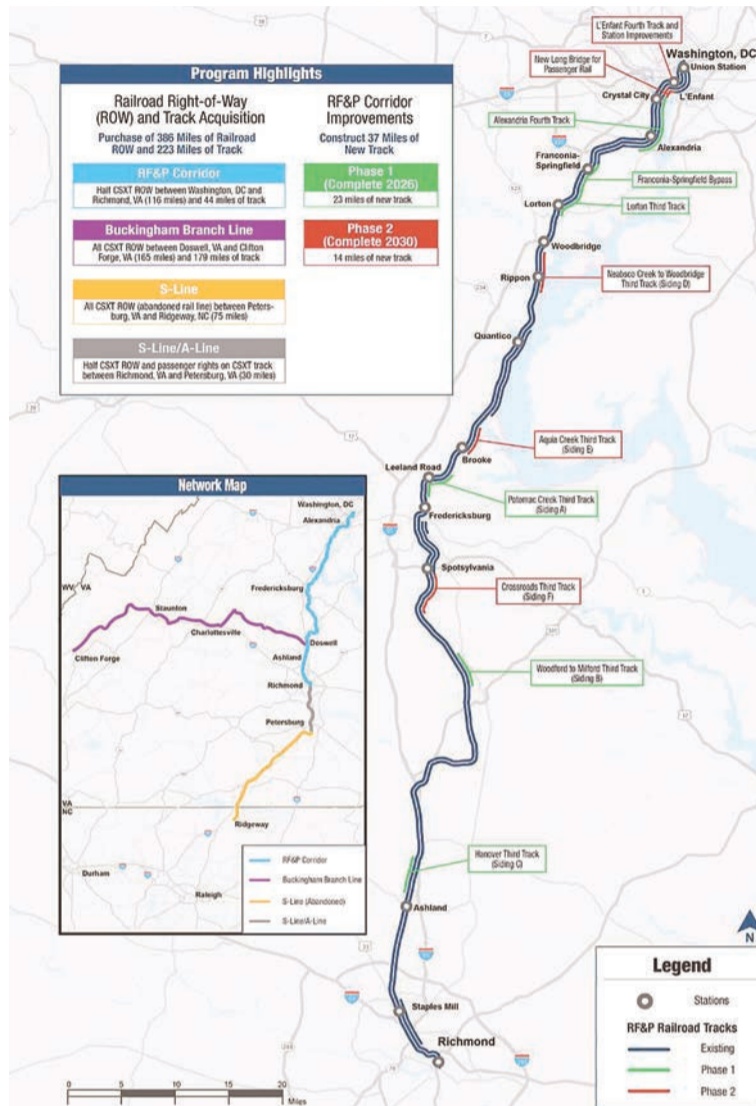 L'Enfant Fourth Track and
Station Improvements
Washington, DC
Union Station
New Long Bridge for
Passenger Rail
Crystal City
L'Enfant
Alexandria Fourth Track
Alexandria
Franconia-
Springfield
Franconia-Springfield Bypass
Lorton
Lorton Third Track
Woodbridge
Rippon
Neabsco Creek to Woodbridge
Third Track (Siding D)
Quantico
Aquia Creek Third Track
(Siding E)
Brooke
Leeland Road
Potomac Creek Third Track
(Siding A)
Fredericksburg
Spotsylvania
Crossroads Third Track
(Siding F)
Woodford to Milford Third Track
(Siding B)
Hanover Third Track
(Siding C)
Ashland
Staples Mill
Richmond
Program Highlights
Railroad Right-of-Way
(ROW) and Track Acquisition
Purchase of 386 Miles of Railroad
ROW and 223 Miles of Track
RF&P Corridor
Half CSXT ROW between Washington, DC and
Richmond, VA (116 miles) and 44 miles of track
Buckingham Branch Line
All CSXT ROW between Doswell, VA and Clifton
Forge, VA (165 miles) and 179 miles of track
S-Line
All CSXT ROW (abandoned rail line) between Peters-
burg, VA and Ridgeway, NC (75 miles)
S-Line/A-Line
Half CSXT ROW and passenger rights on CSXT track
between Richmond, VA and Petersburg, VA (30 miles)
RF&P Corridor
Improvements
Construct 37 Miles of
New Track
Phase 1
(Complete 2026)
23 miles of new track
Phase 2
(Complete 2030)
14 miles of new track
Network Map
Washington, DC
Alexandria
WV
VA
Fredericksburg
Staunton
Charlottesville
Doswell
Clifton Forge
Ashland
Richmond
Petersburg
VA
NC
Ridgeway
Durham
Raleigh
RF&P Corridor
Buckingham Branch Line
S-Line (Abandoned)
S-Line/A-Line
N
Legend
Stations
RF&P Railroad Tracks
Existing
Phase 1
Phase 2
0 5 10 15 20
Miles